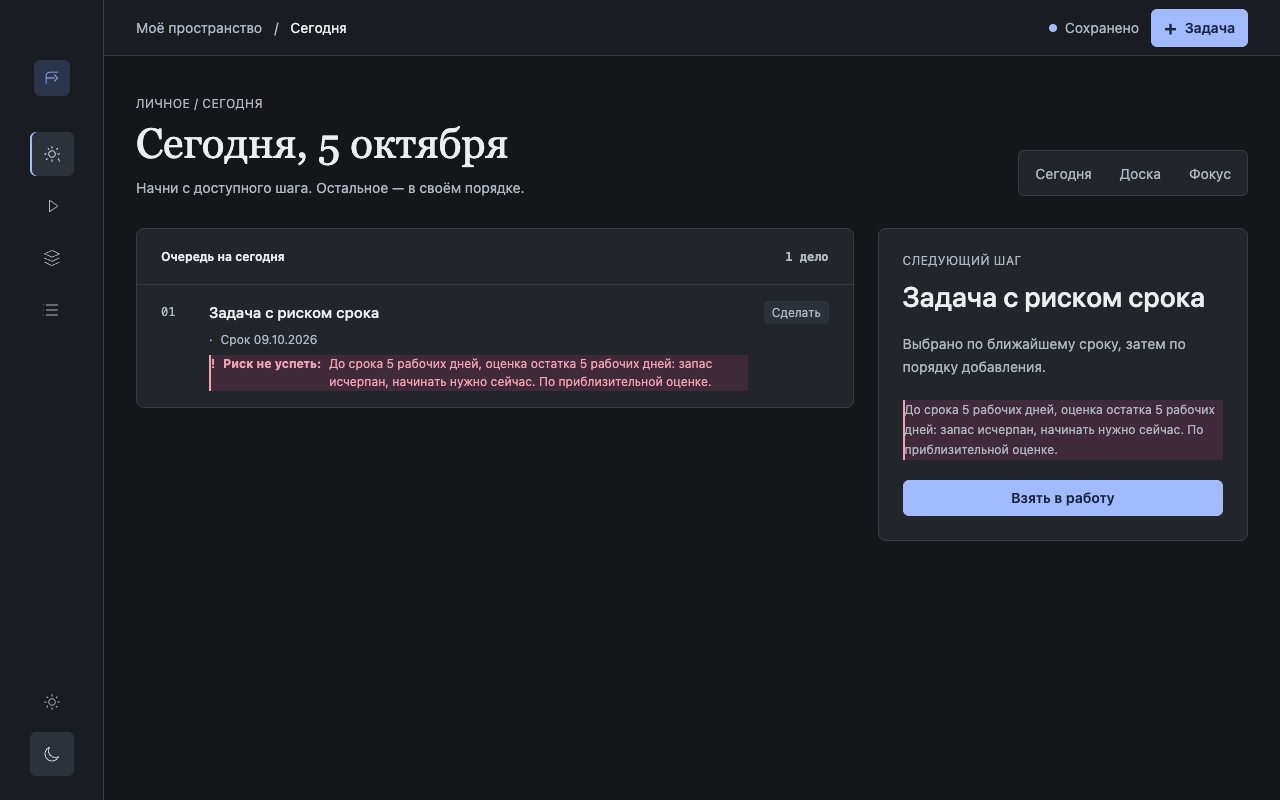 Моё пространство / Сегодня
Сохранено
+ Задача
ЛИЧНОЕ / СЕГОДНЯ
Сегодня, 5 октября
Начни с доступного шага. Остальное — в своём порядке.
Сегодня Доска Фокус
Очередь на сегодня
1 дело
01
Задача с риском срока
Сделать
· Срок 09.10.2026
! Риск не успеть: До срока 5 рабочих дней, оценка остатка 5 рабочих дней: запас
исчерпан, начинать нужно сейчас. По приблизительной оценке.
СЛЕДУЮЩИЙ ШАГ
Задача с риском срока
Выбрано по ближайшему сроку, затем по
порядку добавления.
До срока 5 рабочих дней, оценка остатка 5 рабочих
дней: запас исчерпан, начинать нужно сейчас. По
приблизительной оценке.
Взять в работу